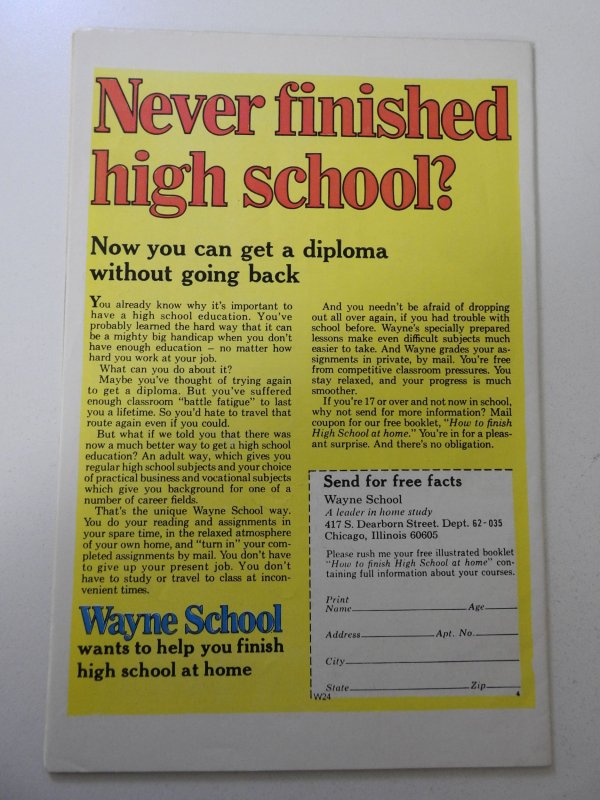 Never finished
high school?
Now you can get a diploma
without going back
You already know why it's important to
have a high school education. You've
probably learned the hard way that it can
be a mighty big handicap when you don't
have enough education — no matter how
hard you work at your job.
What can you do about it?
Maybe you've thought of trying again
to get a diploma. But you've suffered
enough classroom "battle fatigue" to last
you a lifetime. So you'd hate to travel that
route again even if you could.
But what if we told you that there was
now a much better way to get a high school
education? An adult way, which gives you
regular high school subjects and your choice
of practical business and vocational subjects
which give you background for one of a
number of career fields.
That's the unique Wayne School way.
You do your reading and assignments in
your spare time, in the relaxed atmosphere
of your own home, and "turn in" your com-
pleted assignments by mail. You don't have
to give up your present job. You don't
have to study or travel to class at incon-
venient times.
Wayne School
wants to help you finish
high school at home
And you needn't be afraid of dropping
out all over again, if you had trouble with
school before. Wayne's specially prepared
lessons make even difficult subjects much
easier to take. And Wayne grades your as-
signments in private, by mail. You're free
from competitive classroom pressures. You
stay relaxed, and your progress is much
smoother.
If you're 17 or over and not now in school,
why not send for more information? Mail
coupon for our free booklet, "How to finish
High School at home." You're in for a pleas-
ant surprise. And there's no obligation.
Send for free facts
Wayne School
A leader in home study
417 S. Dearborn Street. Dept. 62-035
Chicago, Illinois 60605
Please rush me your free illustrated booklet
"How to finish High School at home" con-
taining full information about your courses.
Print
Name Age
Address Apt. No.
City
State Zip
W24 4